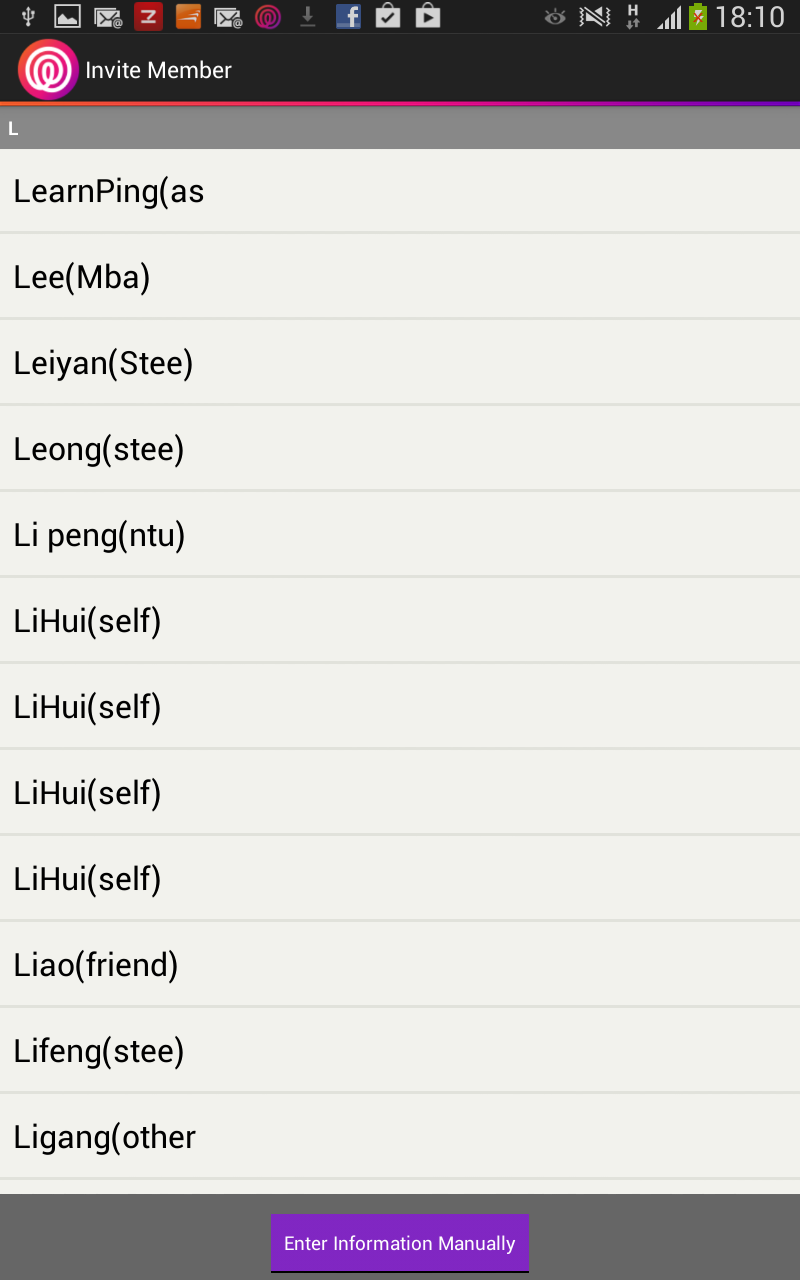 18:10
Invite Member
L
LearnPing(as
Lee(Mba)
Leiyan(Stee)
Leong(stee)
Li peng(ntu)
LiHui(self)
LiHui(self)
LiHui(self)
LiHui(self)
Liao(friend)
Lifeng(stee)
Ligang(other
Enter Information Manually